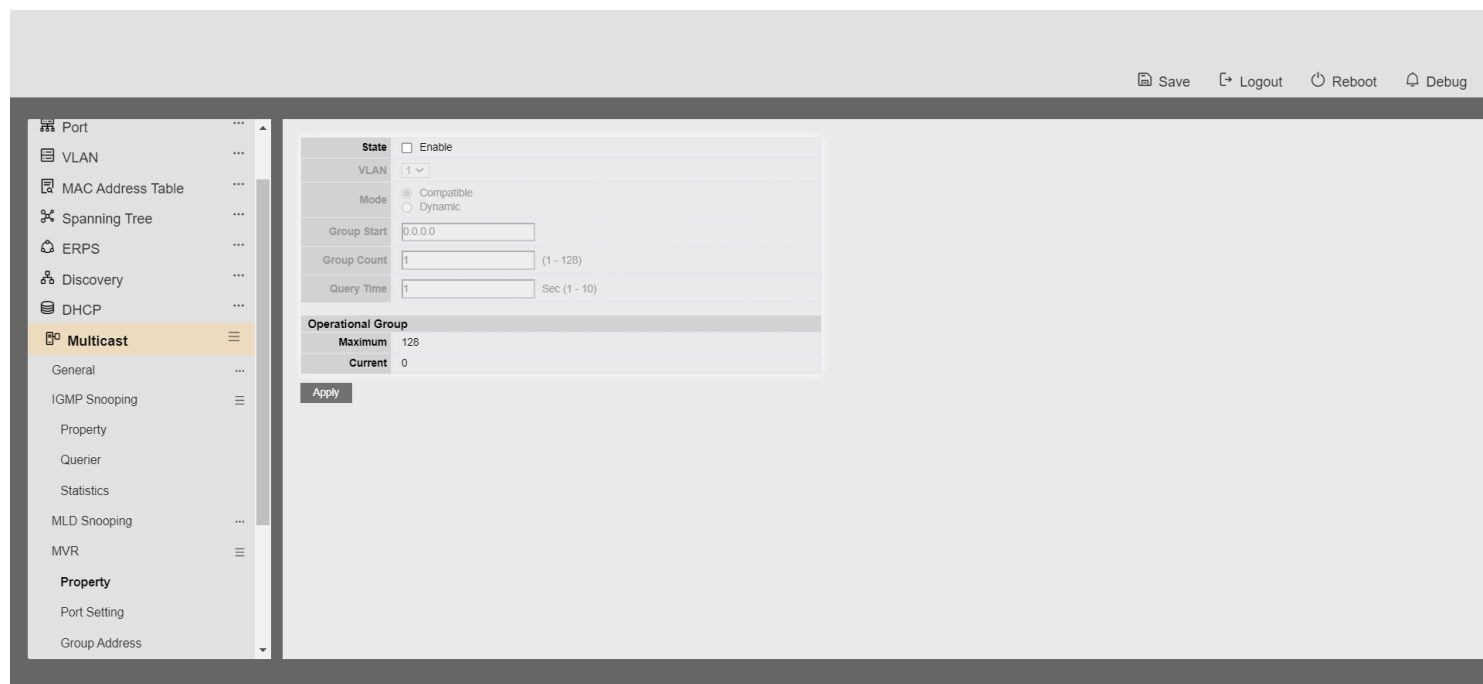 Save Logout Reboot Debug
Port ...
VLAN ...
MAC Address Table ...
Spanning Tree ...
ERPS ...
Discovery ...
DHCP ...
Multicast
General ...
IGMP Snooping
Property
Querier
Statistics
MLD Snooping ...
MVR
Property
Port Setting
Group Address
State Enable
VLAN 1
Mode Compatible
Dynamic
Group Start 0.0.0.0
Group Count 1 (1 - 128)
Query Time 1 Sec (1 - 10)
Operational Group
Maximum 128
Current 0
Apply